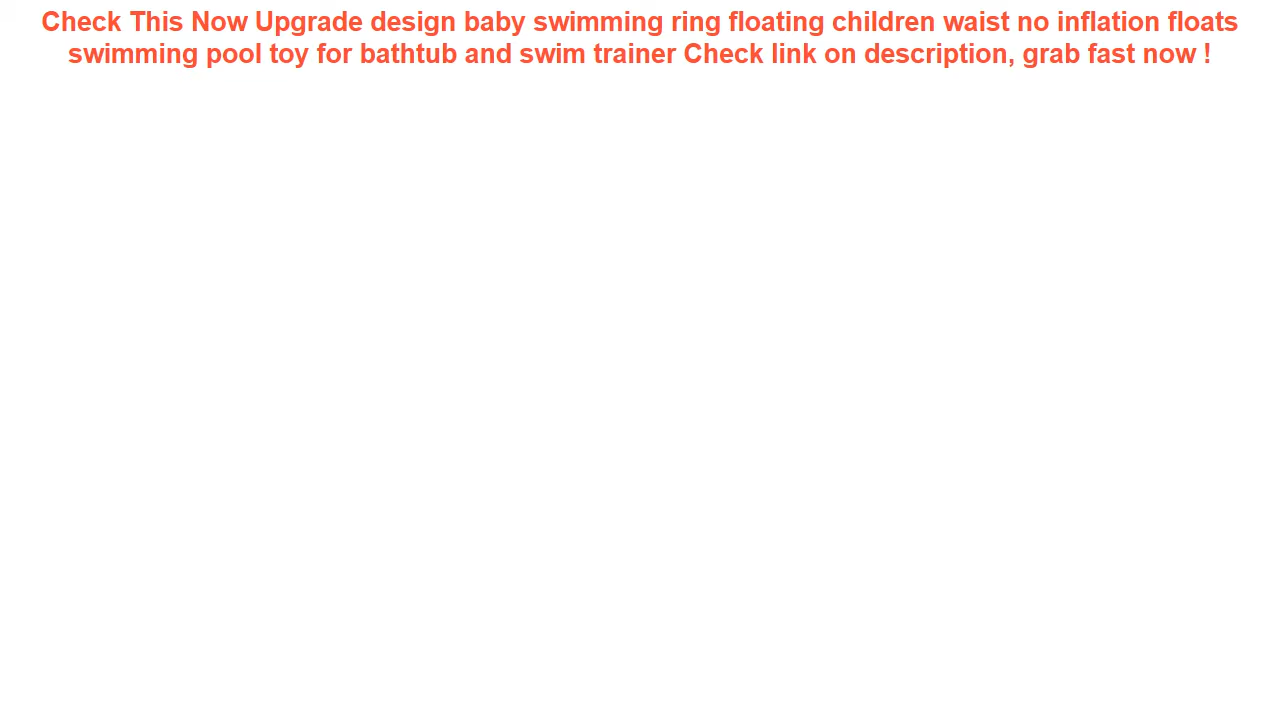 Check This Now Upgrade design baby swimming ring floating children waist no inflation floats
swimming pool toy for bathtub and swim trainer Check link on description, grab fast now !